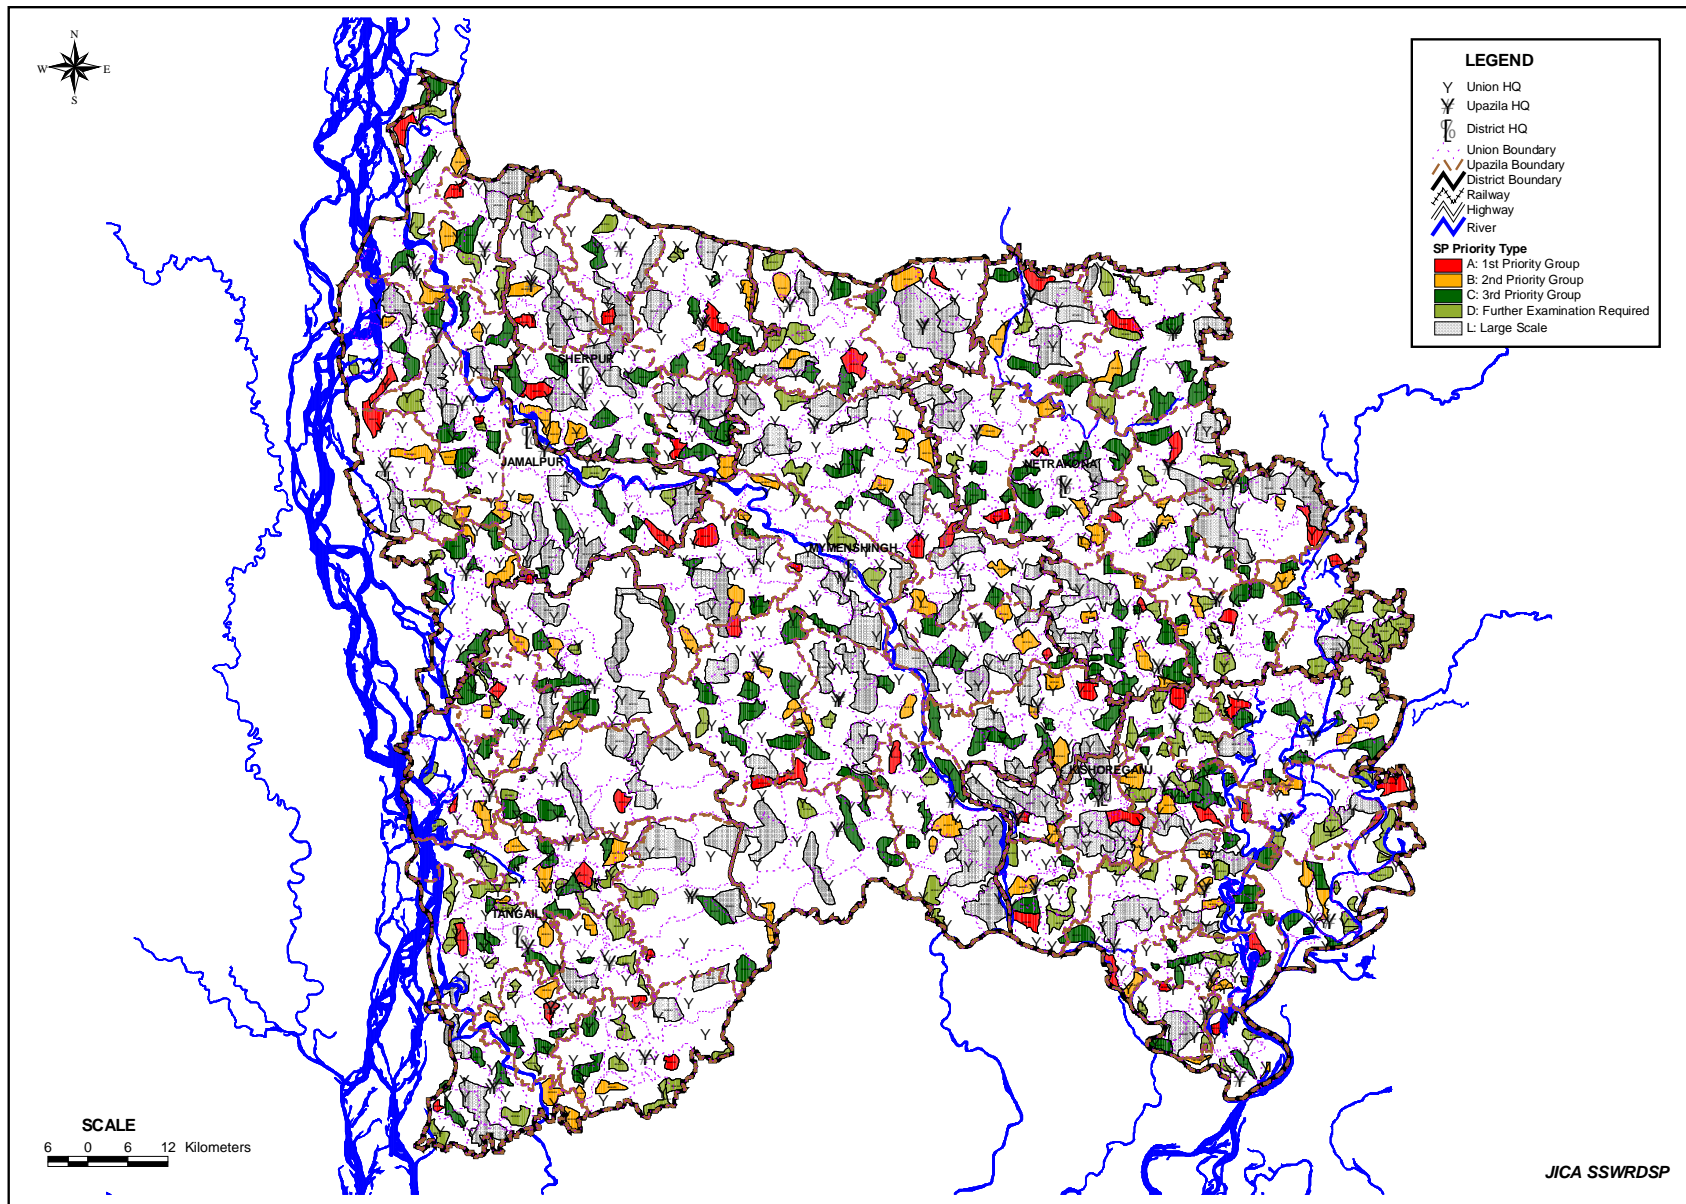 N
W E
S
LEGEND
Union HQ
Upazila HQ
District HQ
Union Boundary
Upazila Boundary
District Boundary
Railway
Highway
River
SP Priority Type
A: 1st Priority Group
B: 2nd Priority Group
C: 3rd Priority Group
D: Further Examination Required
L: Large Scale
SHERPUR
JAMALPUR
NETRAKONA
MYMENSHINGH
KISHOREGANJ
TANGAIL
SCALE
6 0 6 12 Kilometers
JICA SSWRDSP